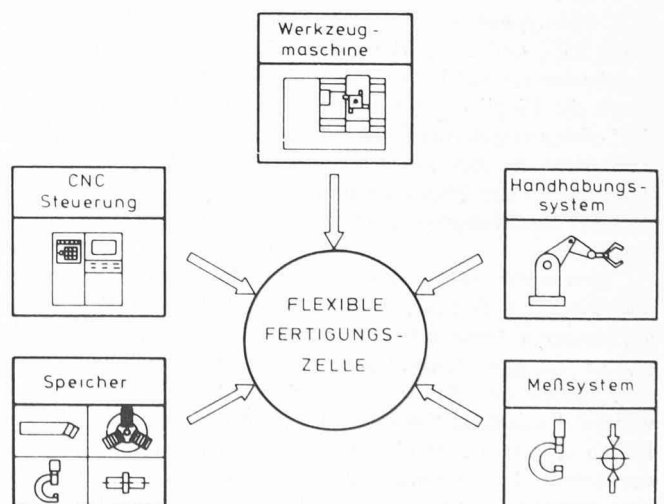 Werkzeug-
maschine
CNC
Steuerung
Handhabungs-
system
FLEXIBLE
FERTIGUNGS-
ZELLE
Speicher
Meßsystem